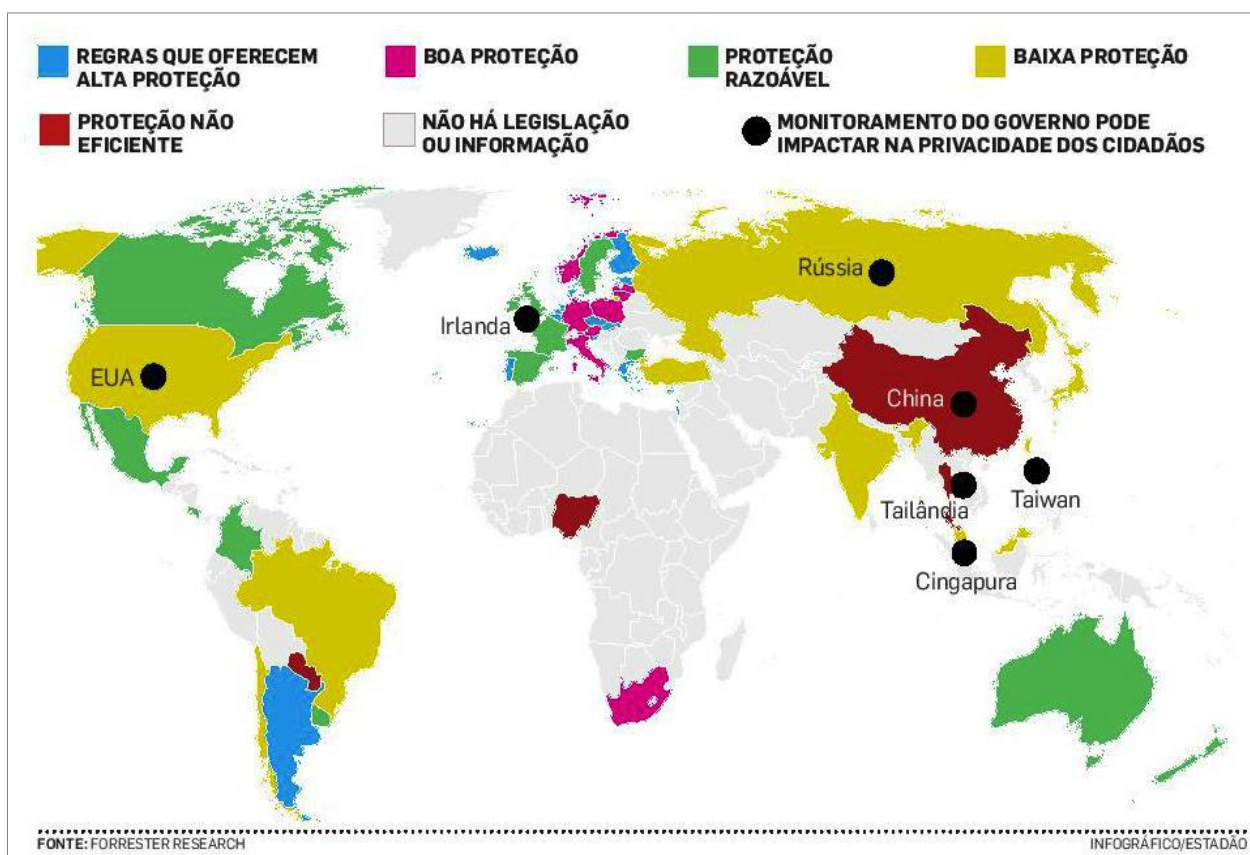 REGRAS QUE OFERECEM
ALTA PROTEÇÃO
BOA PROTEÇÃO
PROTEÇÃO
RAZOÁVEL
BAIXA PROTEÇÃO
PROTEÇÃO NÃO
EFICIENTE
NÃO HÁ LEGISLAÇÃO
OU INFORMAÇÃO
MONITORAMENTO DO GOVERNO PODE
IMPACTAR NA PRIVACIDADE DOS CIDADÃOS
Rússia
Irlanda
EUA
China
Tailândia
Taiwan
Cingapura
FONTE: FORRESTER RESEARCH
INFOGRÁFICO/ESTADÃO